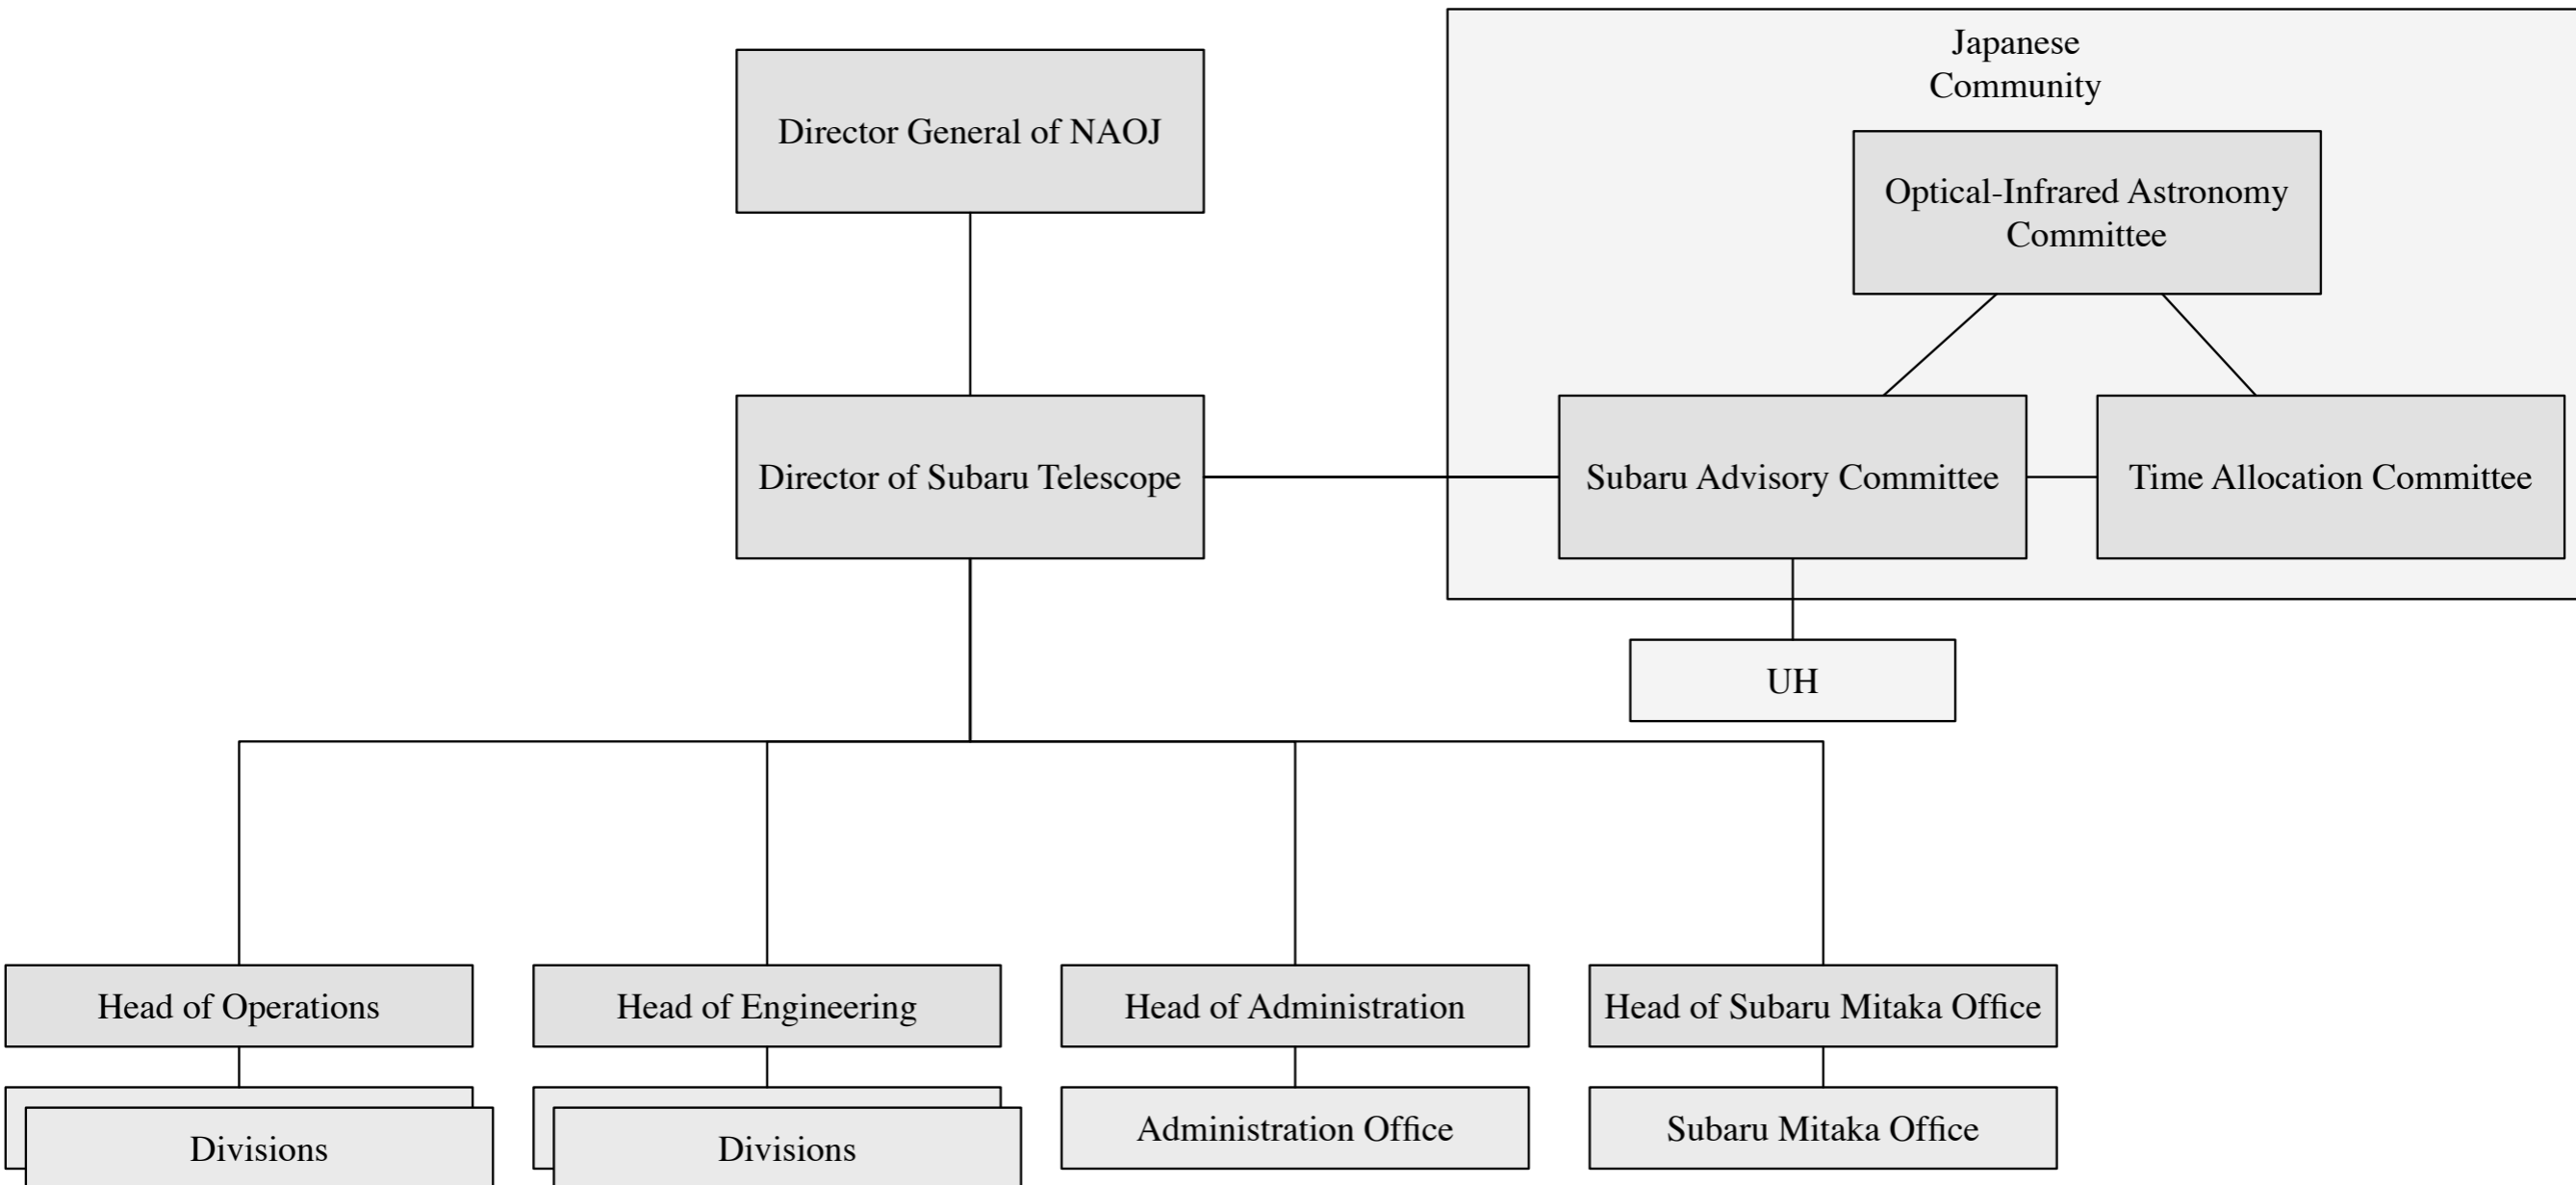 Japanese
Community
Director General of NAOJ
Optical-Infrared Astronomy
Committee
Director of Subaru Telescope
Subaru Advisory Committee
Time Allocation Committee
UH
Head of Operations
Head of Engineering
Head of Administration
Head of Subaru Mitaka Office
Divisions
Divisions
Administration Office
Subaru Mitaka Office